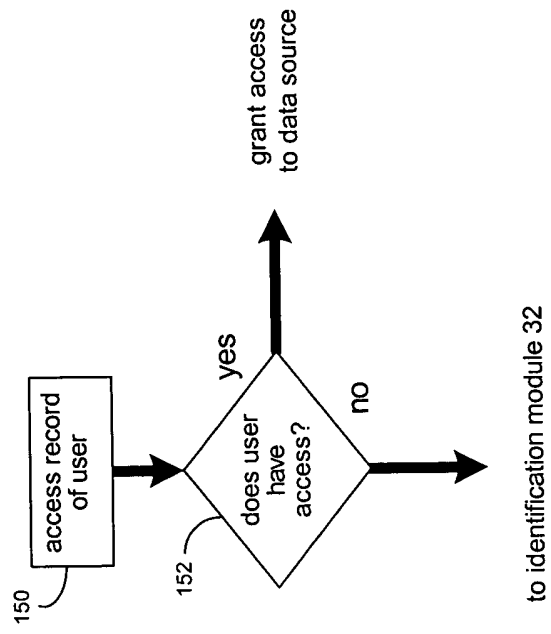 150
access record
of user
152
does user
have
access?
yes
grant access
to data source
no
to identification module 32